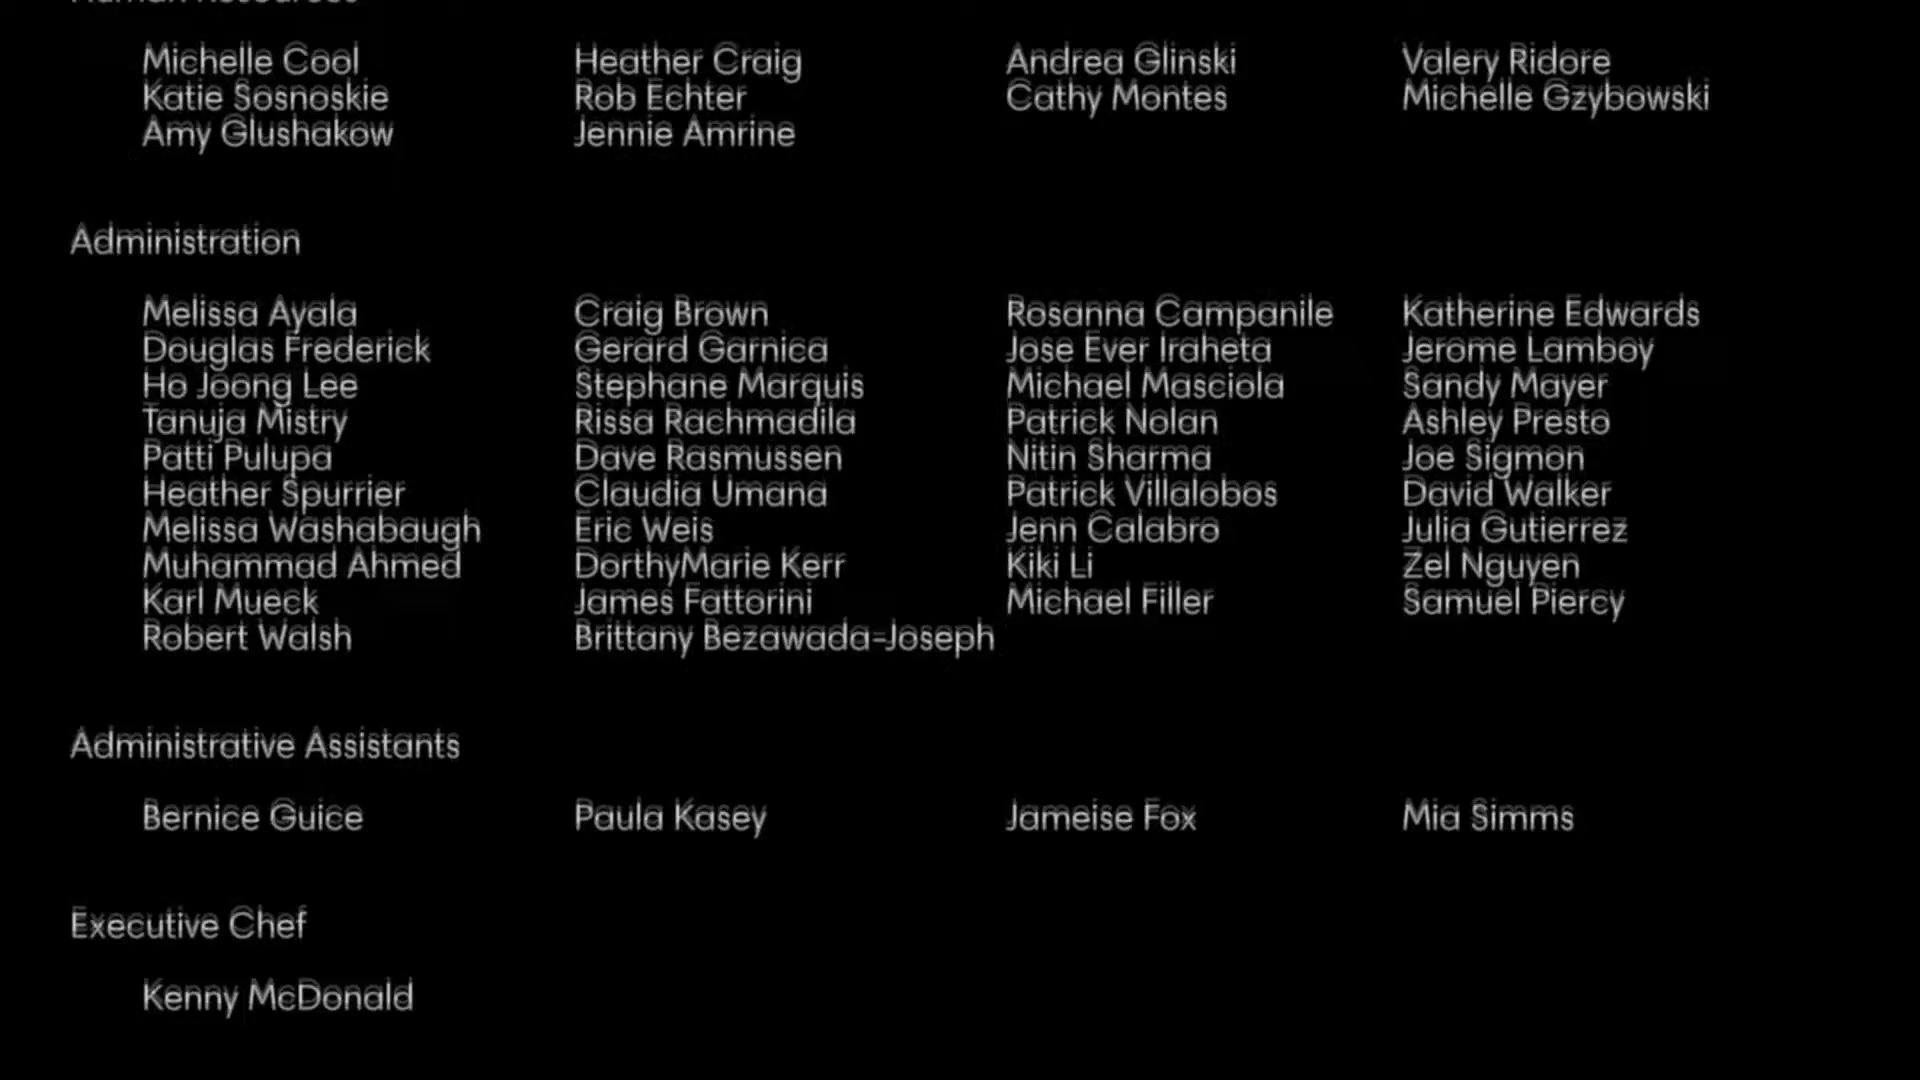 Human Resources
Michelle Cool Heather Craig Andrea Glinski Valery Ridore
Katie Sosnoskie Rob Echter Cathy Montes Michelle Gzybowski
Amy Glushakow Jennie Amrine
Administration
Melissa Ayala Craig Brown Rosanna Campanile Katherine Edwards
Douglas Frederick Gerard Garnica Jose Ever Iraheta Jerome Lamboy
Ho Joong Lee Stephane Marquis Michael Masciola Sandy Mayer
Tanuja Mistry Rissa Rachmadila Patrick Nolan Ashley Presto
Patti Pulupa Dave Rasmussen Nitin Sharma Joe Sigmon
Heather Spurrier Claudia Umana Patrick Villalobos David Walker
Melissa Washabaugh Eric Weis Jenn Calabro Julia Gutierrez
Muhammad Ahmed DorthyMarie Kerr Kiki Li Zel Nguyen
Karl Mueck James Fattorini Michael Filler Samuel Piercy
Robert Walsh Brittany Bezawada-Joseph
Administrative Assistants
Bernice Guice Paula Kasey Jameise Fox Mia Simms
Executive Chef
Kenny McDonald